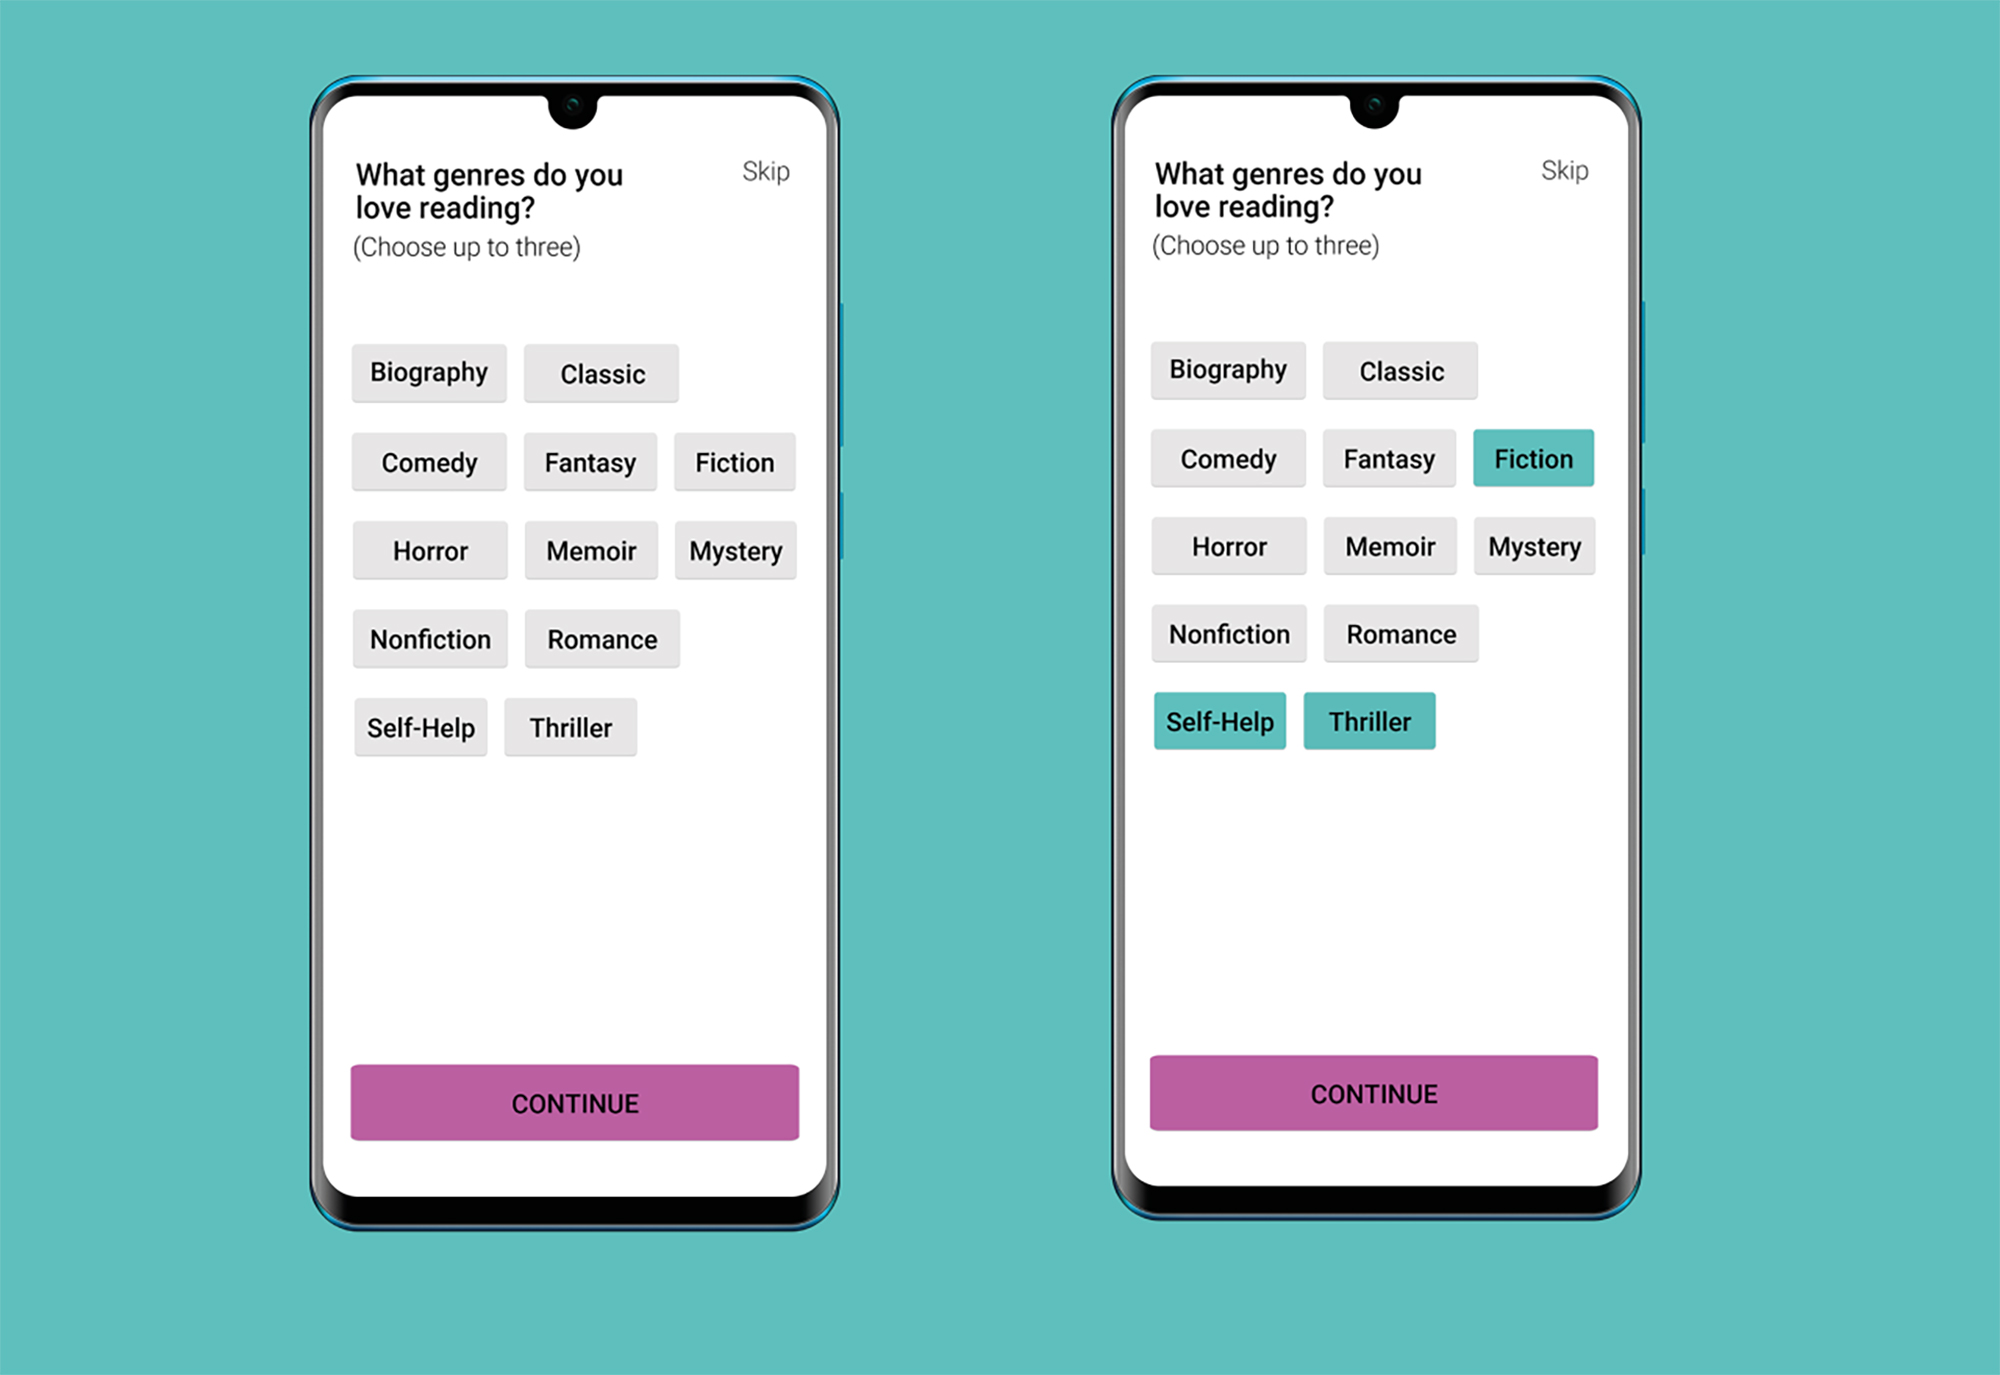 What genres do you
love reading?
(Choose up to three)
Skip
Biography Classic
Comedy Fantasy Fiction
Horror Memoir Mystery
Nonfiction Romance
Self-Help Thriller
CONTINUE
What genres do you
love reading?
(Choose up to three)
Skip
Biography Classic
Comedy Fantasy Fiction
Horror Memoir Mystery
Nonfiction Romance
Self-Help Thriller
CONTINUE